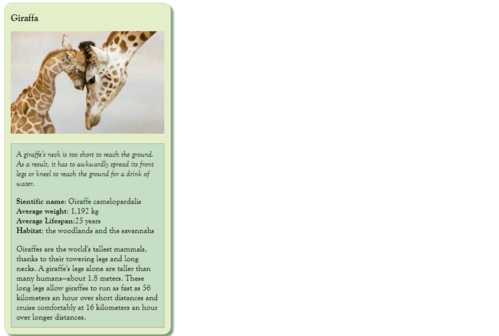 Giraffa
A giraffe's neck is too short to reach the ground.
As a result, it has to awkwardly spread its front
legs or kneel to reach the ground for a drink of
water.
Sientific name: Giraffe camelopardalis
Average weight: 1,192 kg
Average Lifespan:25 years
Habitat: the woodlands and the savannahs
Giraffes are the world's tallest mammals,
thanks to their towering legs and long
necks. A giraffe's legs alone are taller than
many humans—about 1.8 meters. These
long legs allow giraffes to run as fast as 56
kilometers an hour over short distances and
cruise comfortably at 16 kilometers an hour
over longer distances.